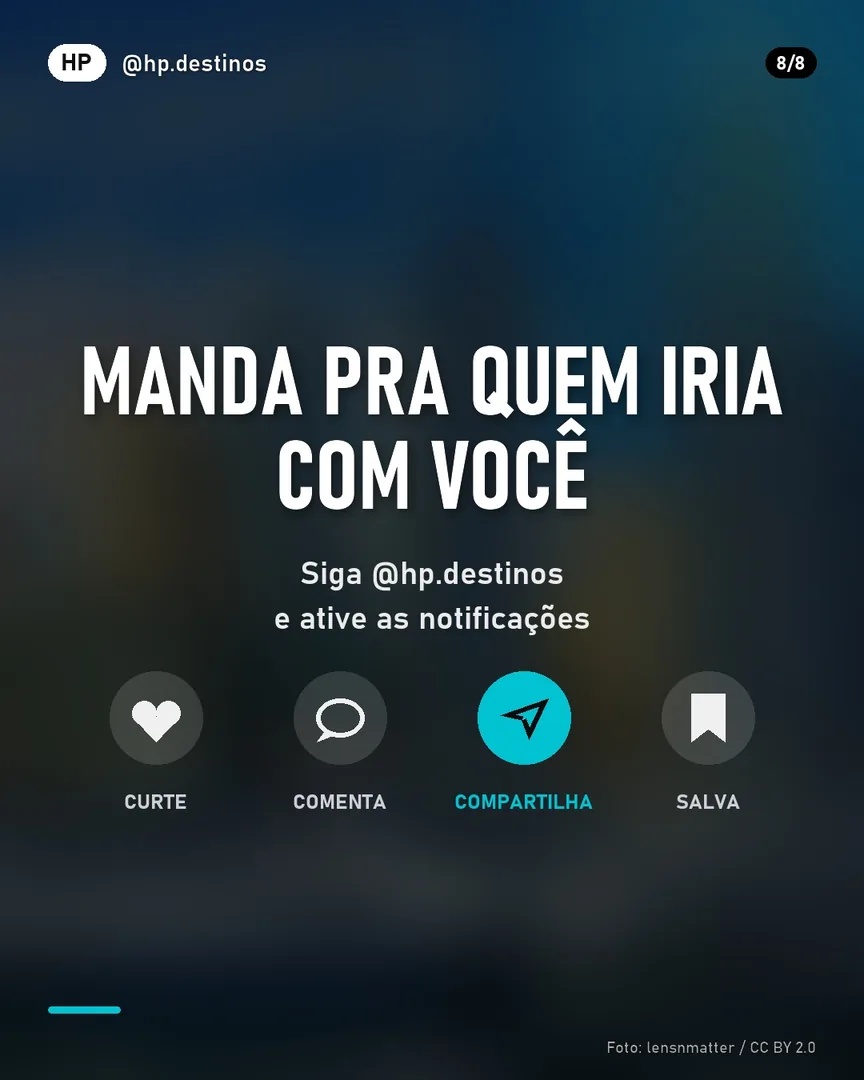 HP @hp.destinos 8/8
MANDA PRA QUEM IRIA
COM VOCÊ
Siga @hp.destinos
e ative as notificações
CURTE COMENTA COMPARTILHA SALVA
Foto: lensnmatter / CC BY 2.0